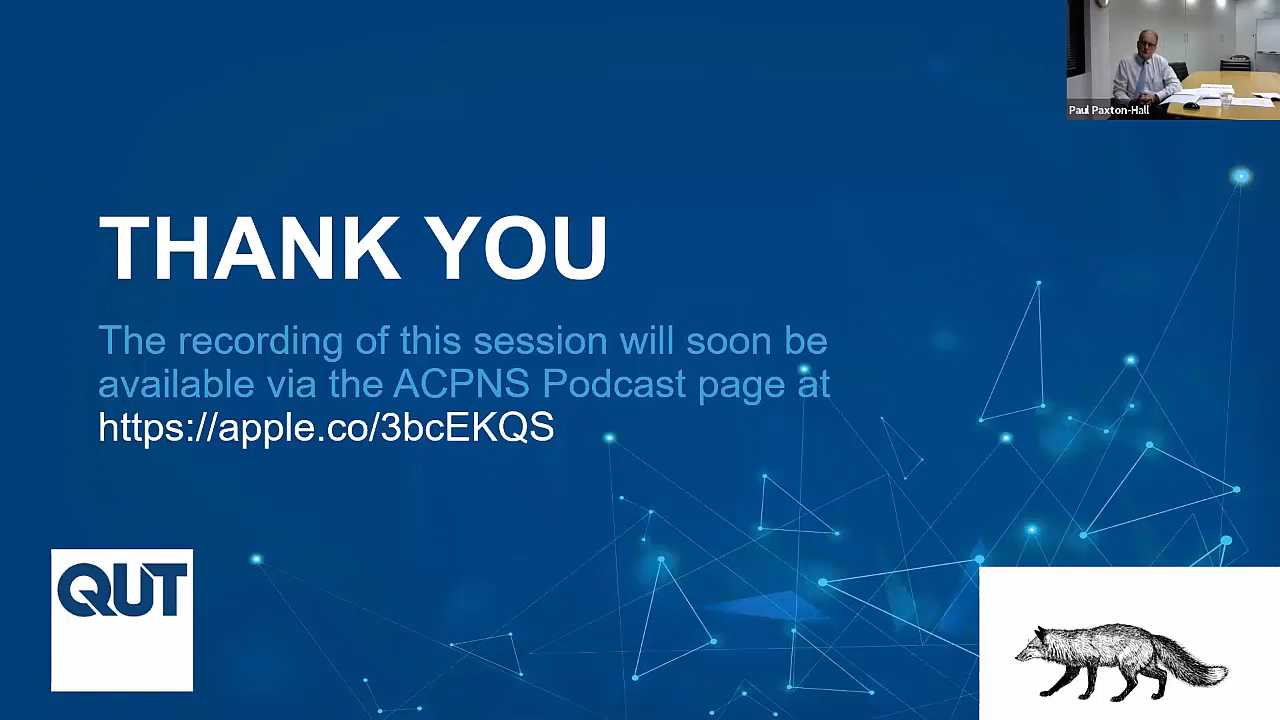 Paul Paxton-Hall
THANK YOU
The recording of this session will soon be
available via the ACPNS Podcast page at
https://apple.co/3bcEKQS
QUT